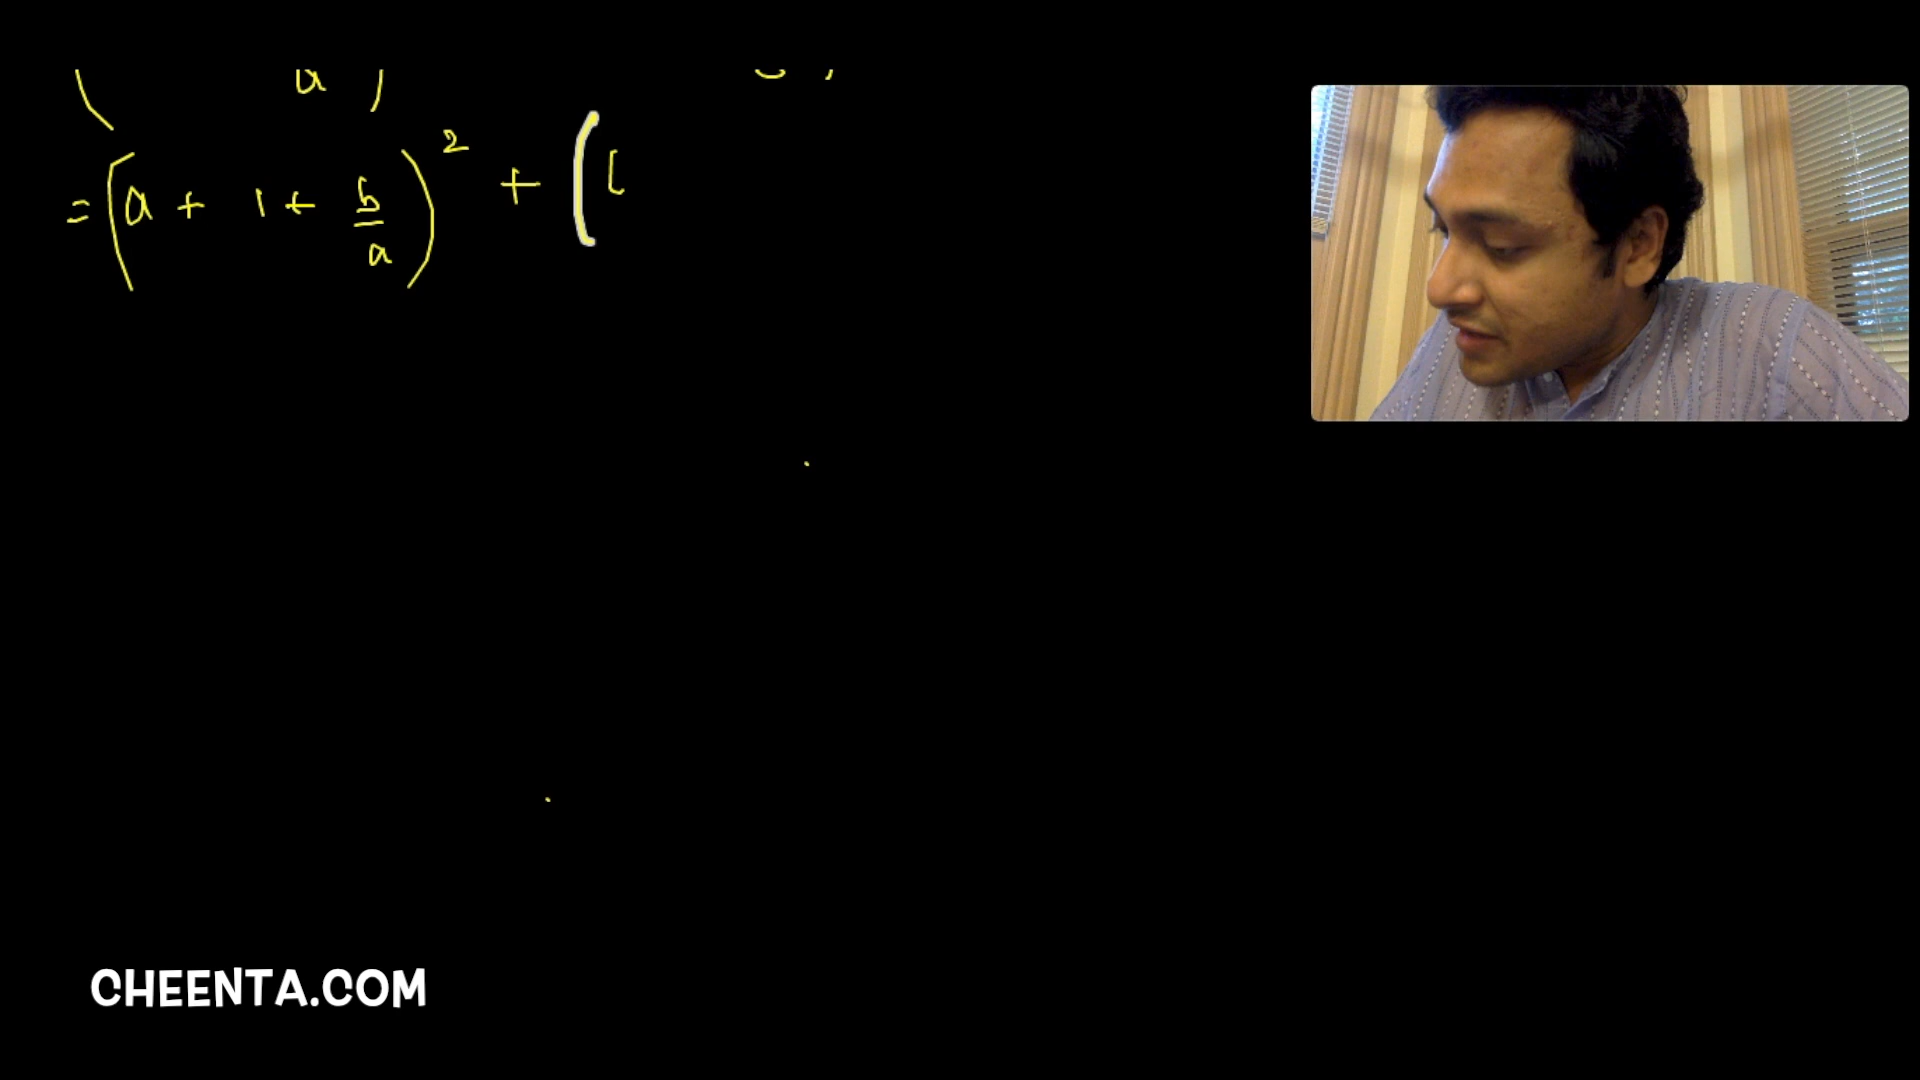 a )
= (a + 1 + b/a)² + (
CHEENTA.COM